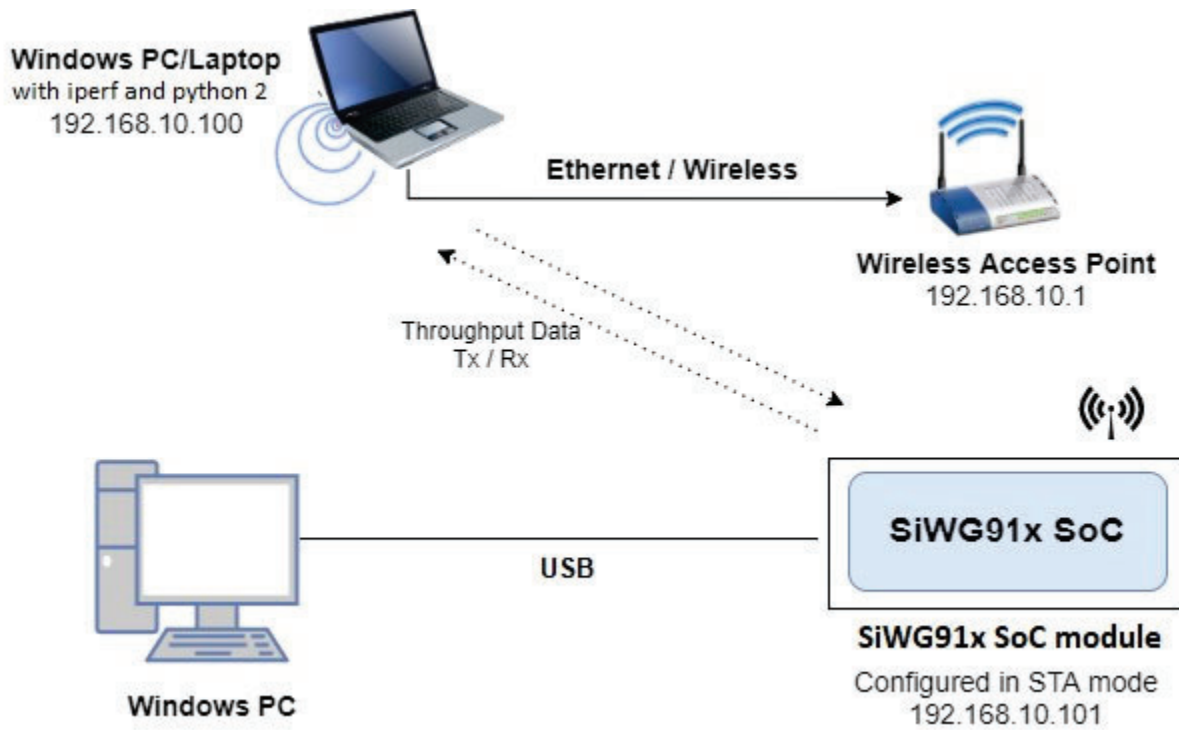 Windows PC/Laptop
with iperf and python 2
192.168.10.100
Ethernet / Wireless
Wireless Access Point
192.168.10.1
Throughput Data
Tx / Rx
SiWG91x SoC
USB
SiWG91x SoC module
Configured in STA mode
192.168.10.101
Windows PC